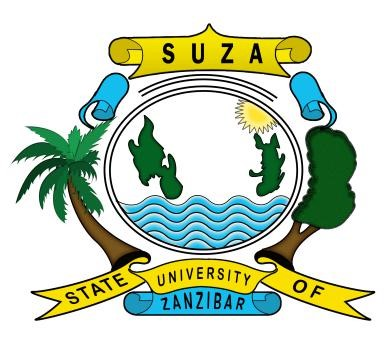 SUZA
STATE UNIVERSITY OF
ZANZIBAR